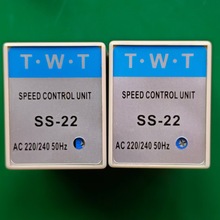 T·W·T
SPEED CONTROL UNIT
SS-22
AC 220/240 50Hz
T·W·T
SPEED CONTROL UNIT
SS-22
AC 220/240 50Hz